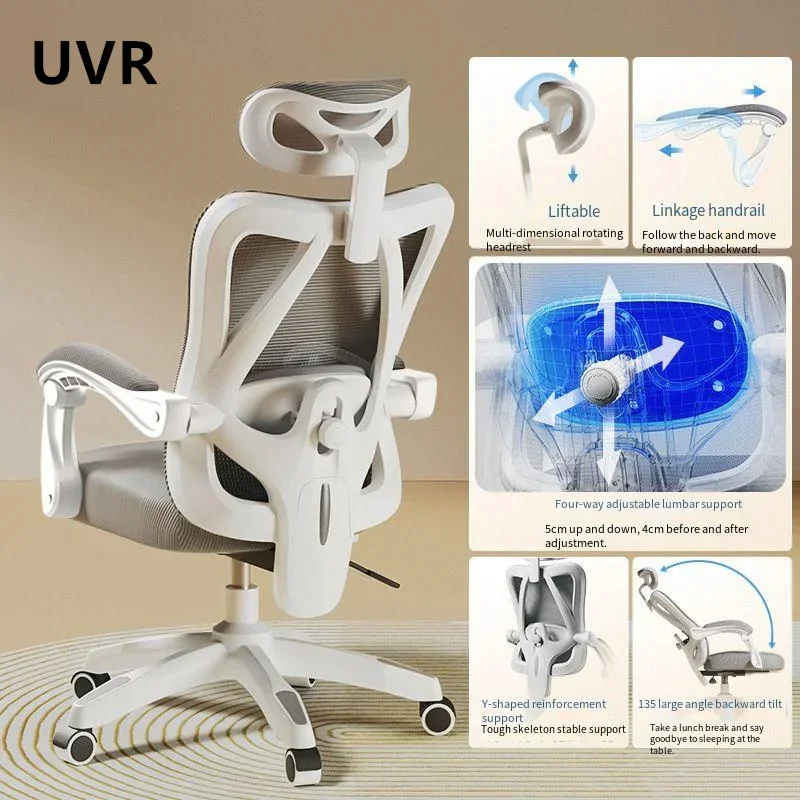 UVR
Liftable
Multi-dimensional rotating
headrest
Linkage handrail
Follow the back and move
forward and backward.
Four-way adjustable lumbar support
5cm up and down, 4cm before and after
adjustment.
Y-shaped reinforcement
support
Tough skeleton stable support
135 large angle backward tilt
Take a lunch break and say
goodbye to sleeping at the
table.